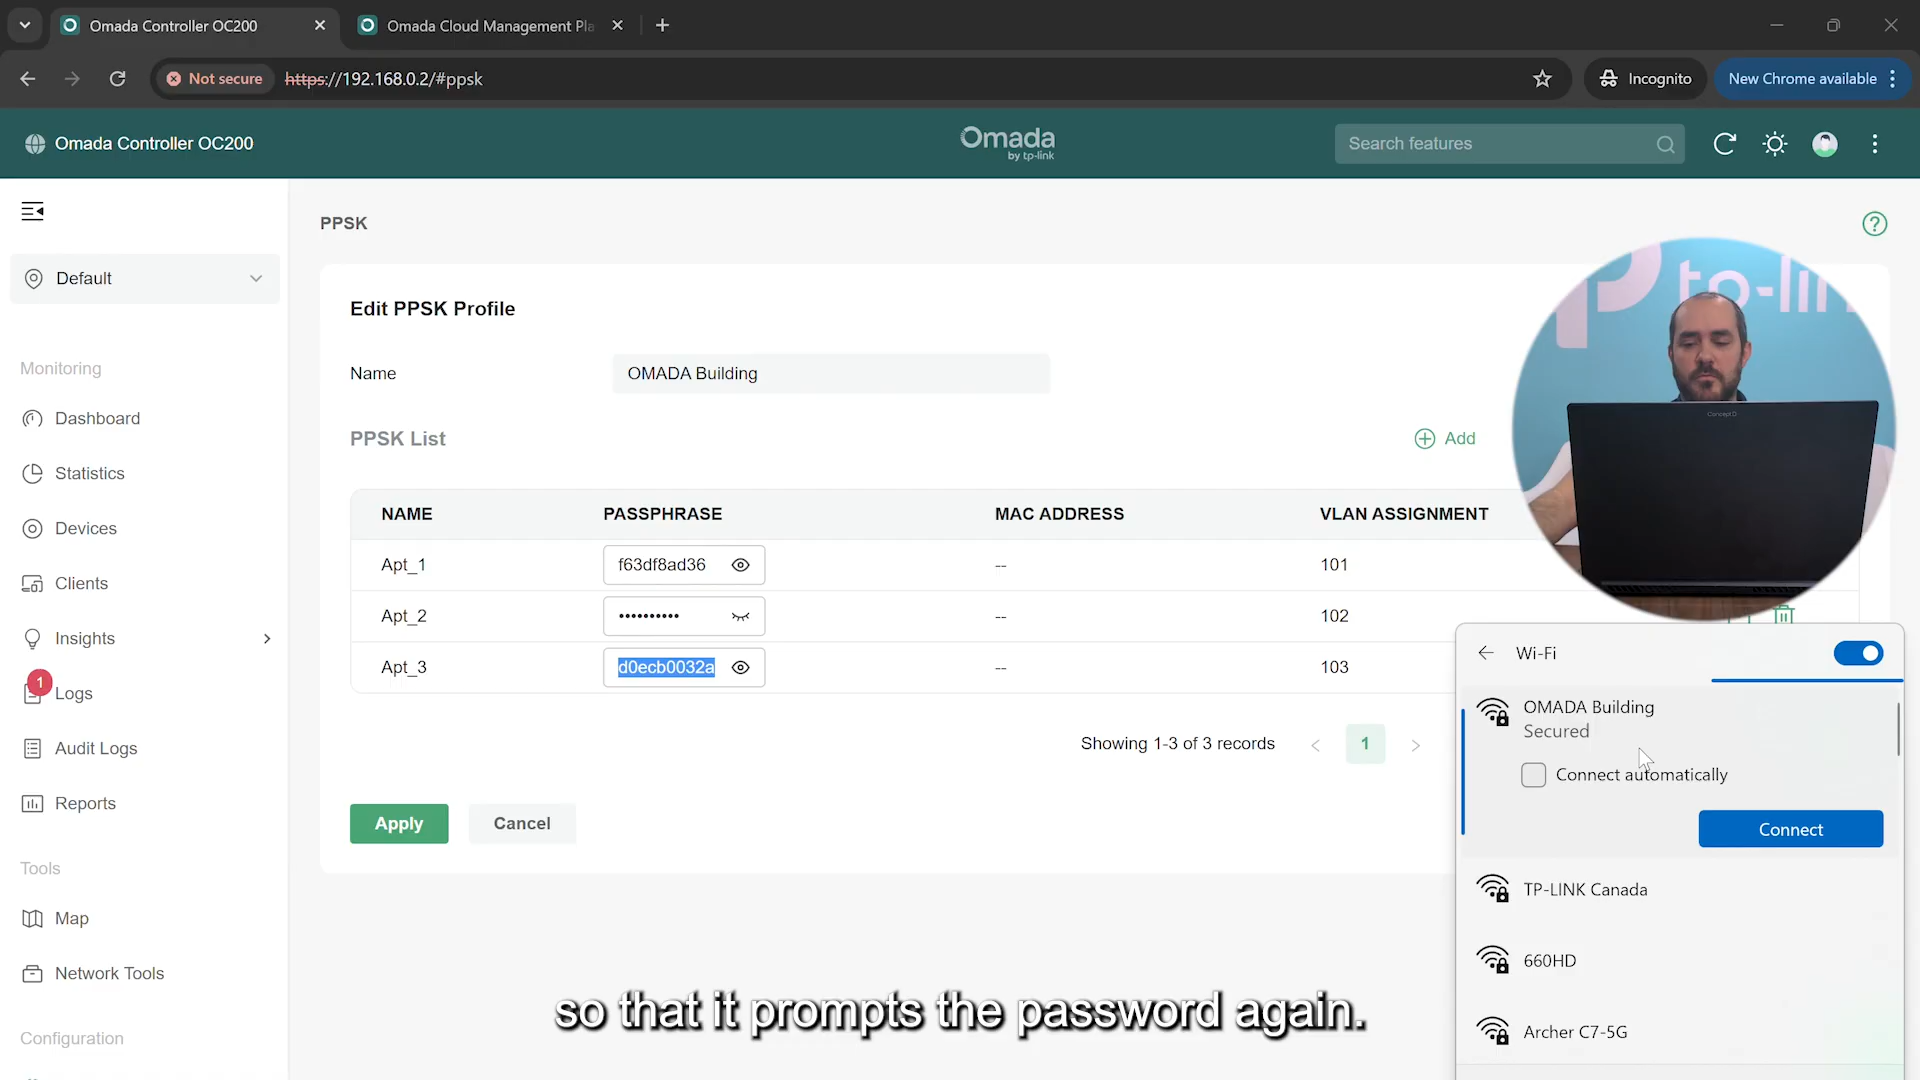 Omada Controller OC200
Omada Cloud Management Pla
Not secure
https://192.168.0.2/#ppsk
Incognito
New Chrome available
Omada Controller OC200
Omada
by tp-link
Search features
Default
Monitoring
Dashboard
Statistics
Devices
Clients
Insights
1
Logs
Audit Logs
Reports
Tools
Map
Network Tools
Configuration
PPSK
?
Edit PPSK Profile
Name
OMADA Building
PPSK List
Add
NAME PASSPHRASE MAC ADDRESS VLAN ASSIGNMENT
Apt_1 f63df8ad36 -- 101
Apt_2 •••••••••• -- 102
Apt_3 d0ecb0032a -- 103
Showing 1-3 of 3 records < 1 >
Apply Cancel
tp-lin
ConceptD
Wi-Fi
OMADA Building
Secured
Connect automatically
Connect
TP-LINK Canada
660HD
Archer C7-5G
so that it prompts the password again.